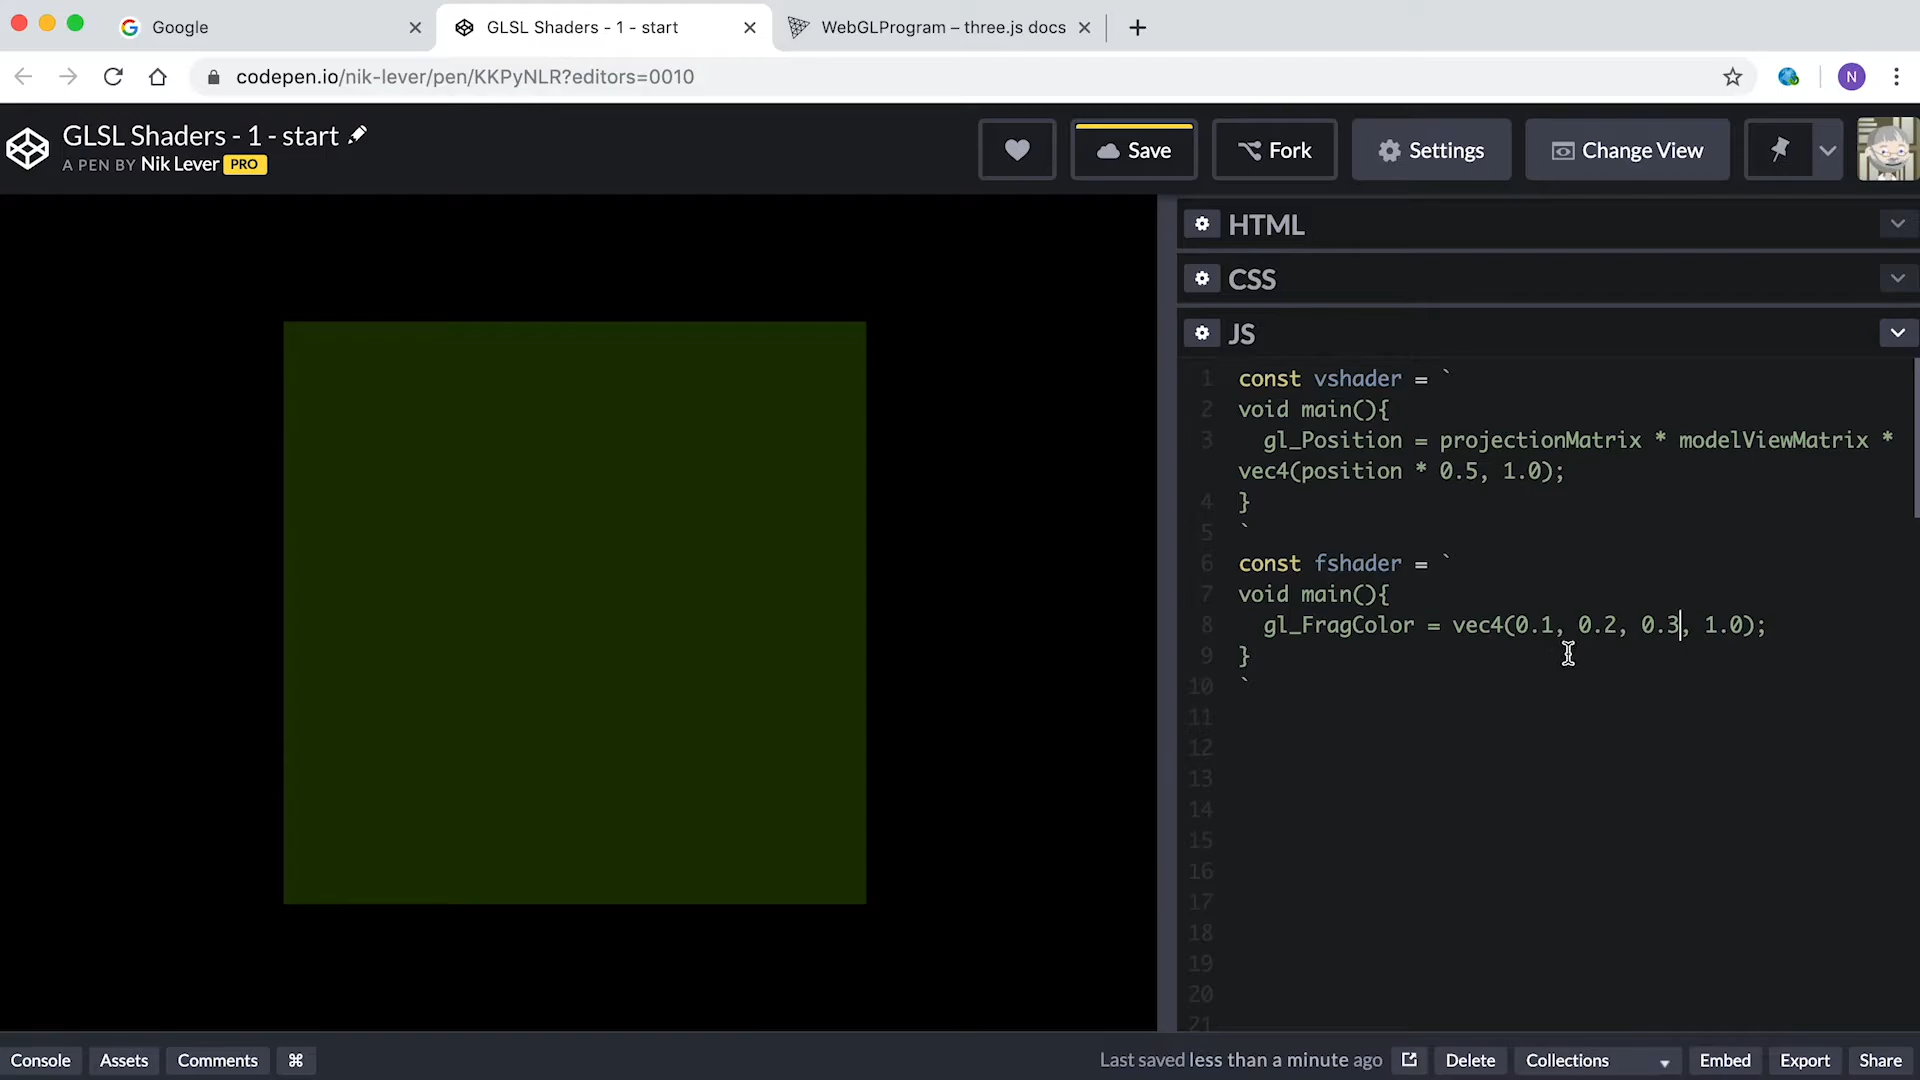 Google
GLSL Shaders - 1 - start
WebGLProgram – three.js docs
codepen.io/nik-lever/pen/KKPyNLR?editors=0010
N
GLSL Shaders - 1 - start
A PEN BY Nik Lever PRO
Save
Fork
Settings
Change View
HTML
CSS
JS
1 const vshader = `
2 void main(){
3 gl_Position = projectionMatrix * modelViewMatrix *
vec4(position * 0.5, 1.0);
4 }
5 `
6 const fshader = `
7 void main(){
8 gl_FragColor = vec4(0.1, 0.2, 0.3, 1.0);
9 }
10 `
11
12
13
14
15
16
17
18
19
20
21
Console Assets Comments ⌘ Last saved less than a minute ago Delete Collections Embed Export Share